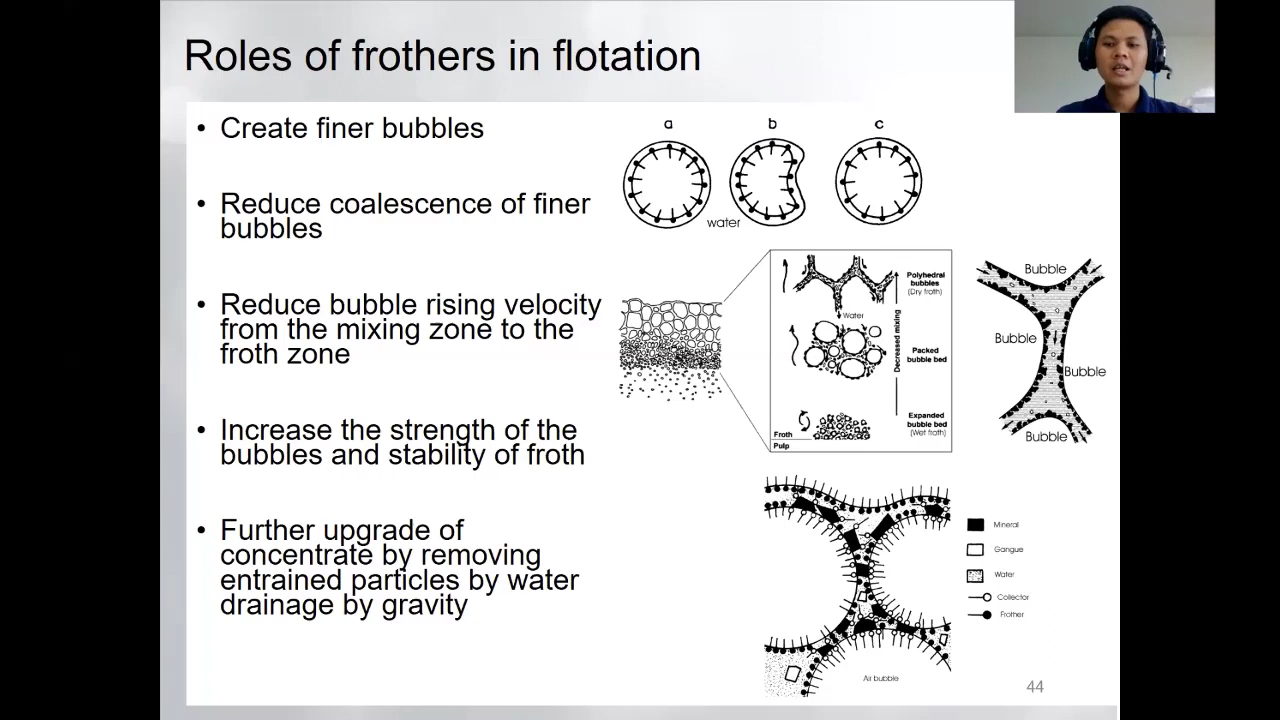 Roles of frothers in flotation
• Create finer bubbles
• Reduce coalescence of finer
bubbles
• Reduce bubble rising velocity
from the mixing zone to the
froth zone
• Increase the strength of the
bubbles and stability of froth
• Further upgrade of
concentrate by removing
entrained particles by water
drainage by gravity
a b c
water
Polyhedral
bubbles
(Dry froth)
Water
Decreased mixing
Packed
bubble bed
Expanded
bubble bed
(Wet froth)
Froth
Pulp
Bubble
Bubble
Bubble
Bubble
Mineral
Gangue
Water
Collector
Frother
Air bubble
44